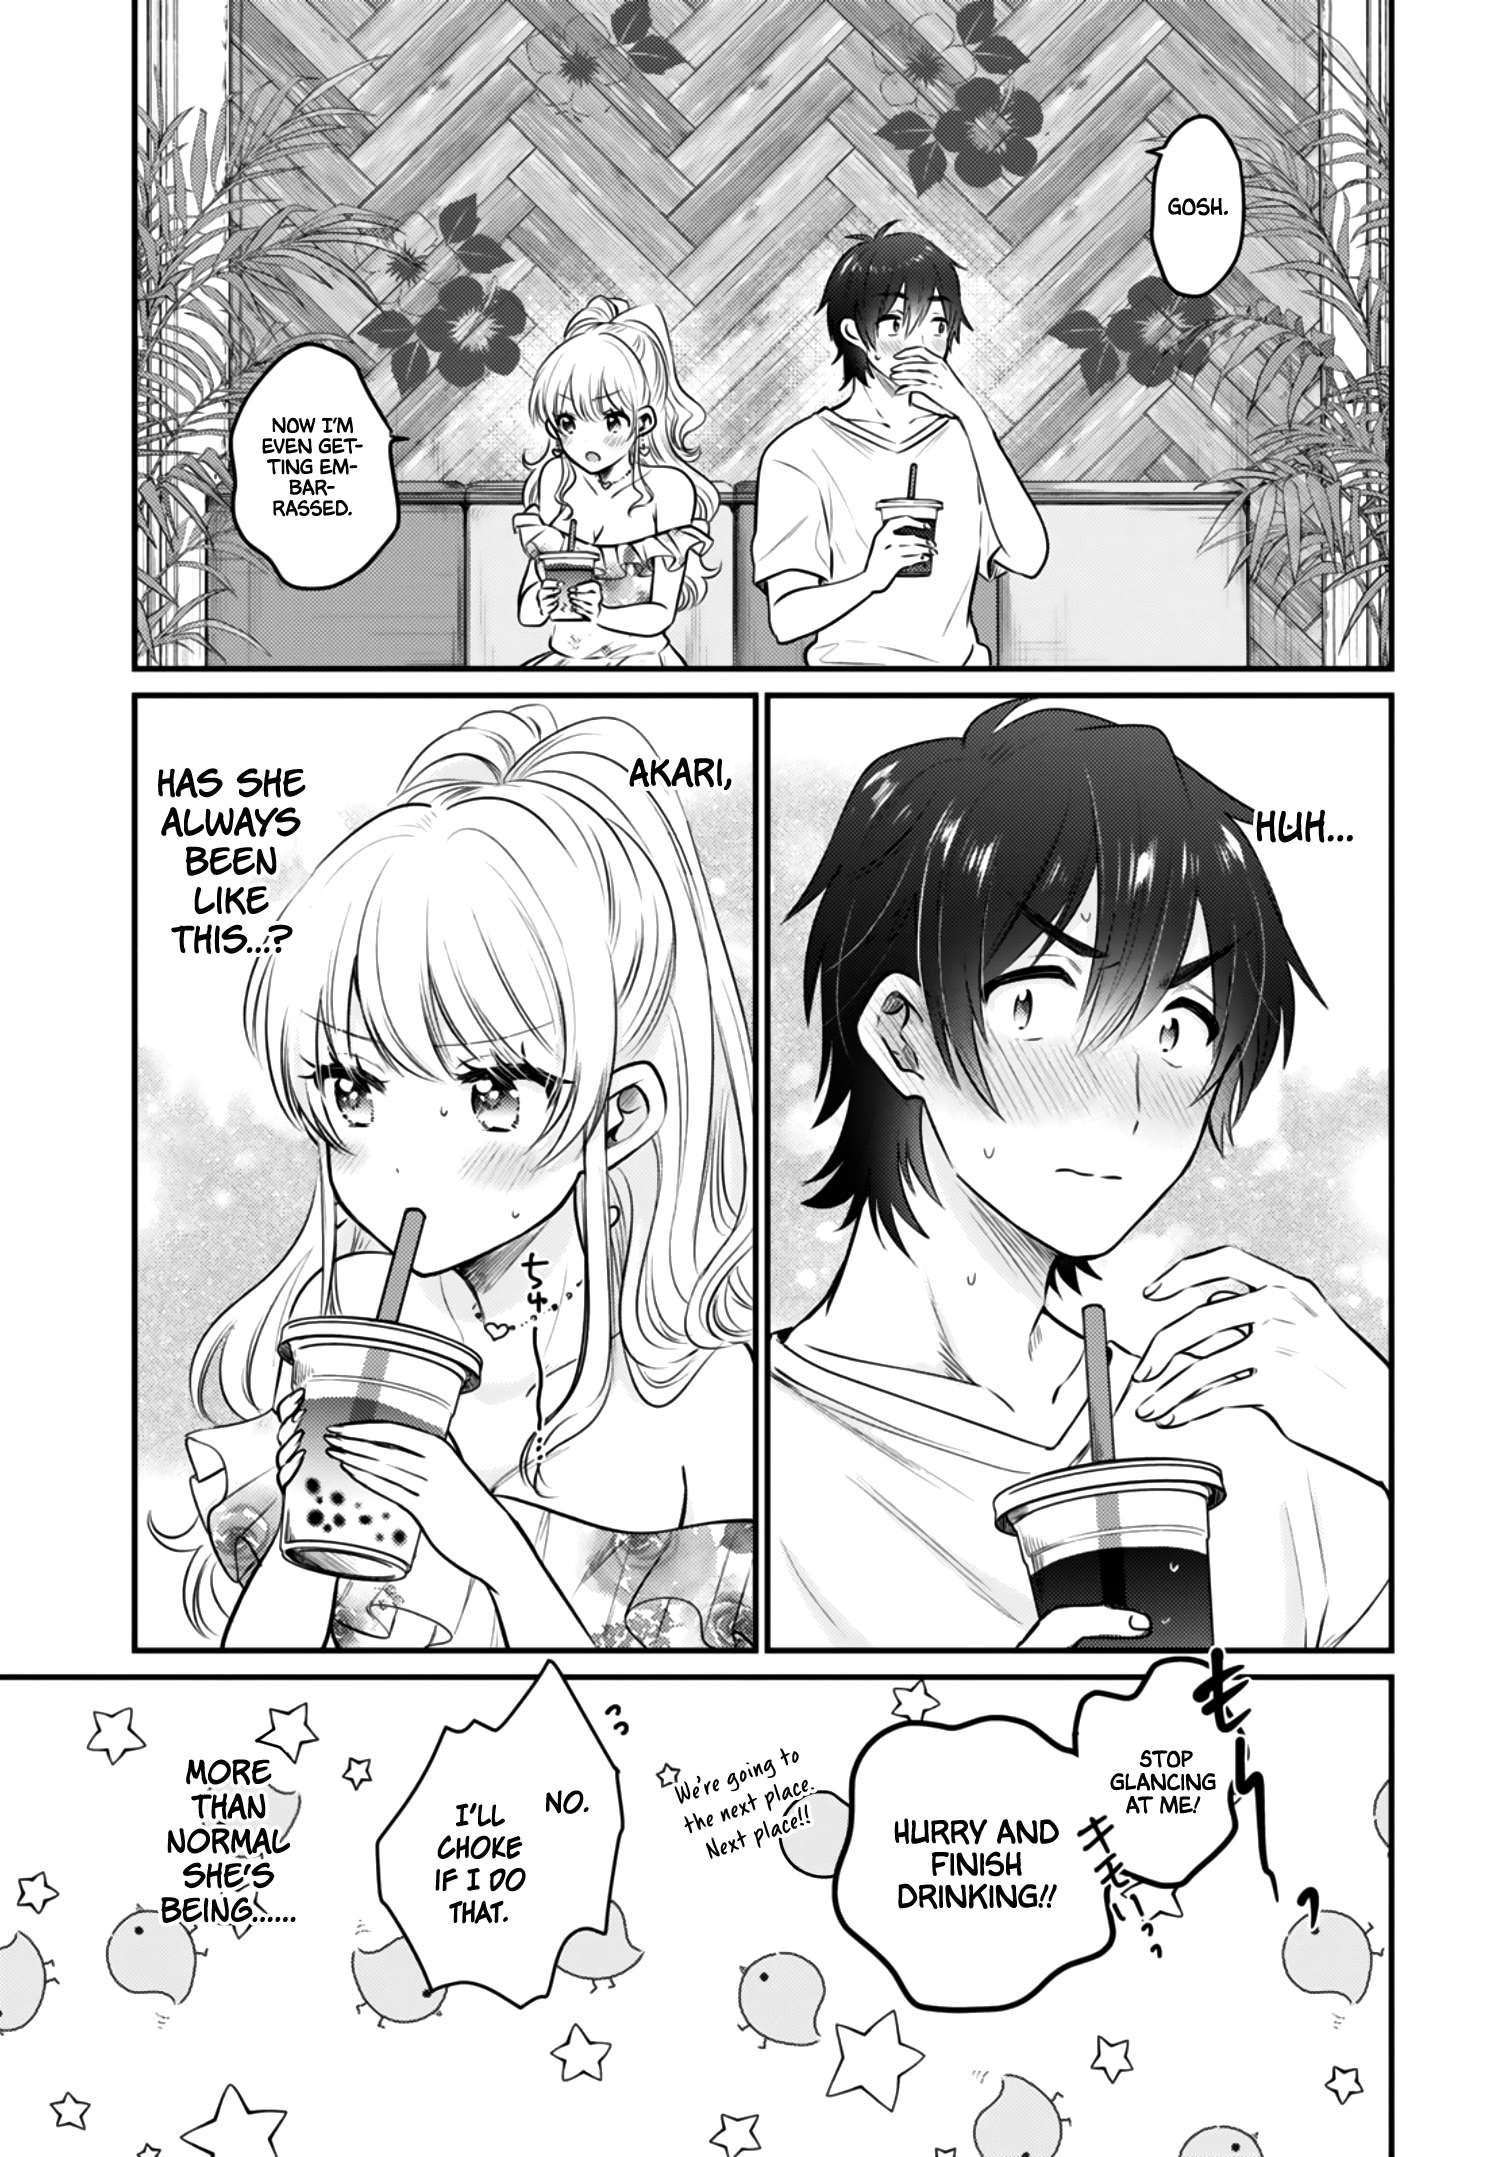 GOSH.
NOW I'M
EVEN GET-
TING EM-
BAR-
RASSED.
HUH...
AKARI,
HAS SHE
ALWAYS
BEEN
LIKE
THIS...?
STOP
GLANCING
AT ME!
HURRY AND
FINISH
DRINKING!!
We're going to
the next place.
Next place!!
NO.
I'LL
CHOKE
IF I DO
THAT.
MORE
THAN
NORMAL
SHE'S
BEING......